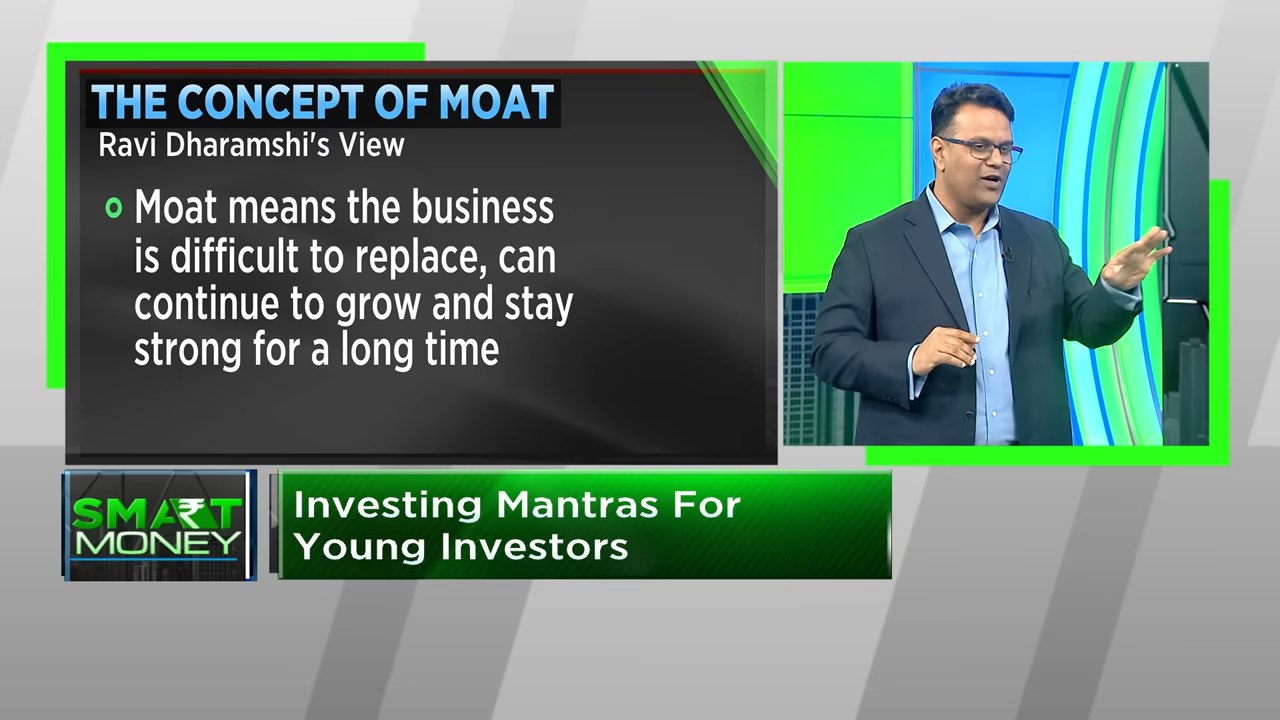 THE CONCEPT OF MOAT
Ravi Dharamshi's View
Moat means the business
is difficult to replace, can
continue to grow and stay
strong for a long time
SMART
MONEY
Investing Mantras For
Young Investors